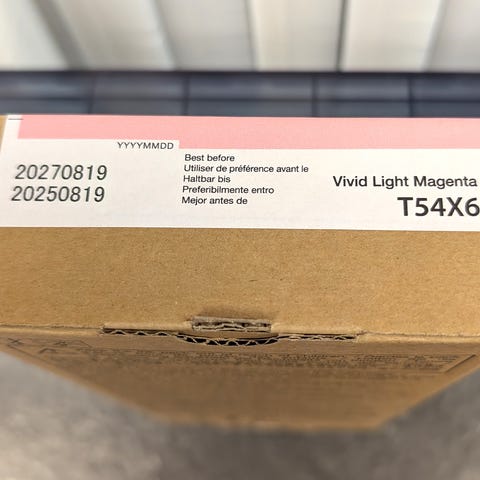 YYYYMMDD
20270819
20250819
Best before
Utiliser de préférence avant le
Haltbar bis
Preferibilmente entro
Mejor antes de
Vivid Light Magenta
T54X6